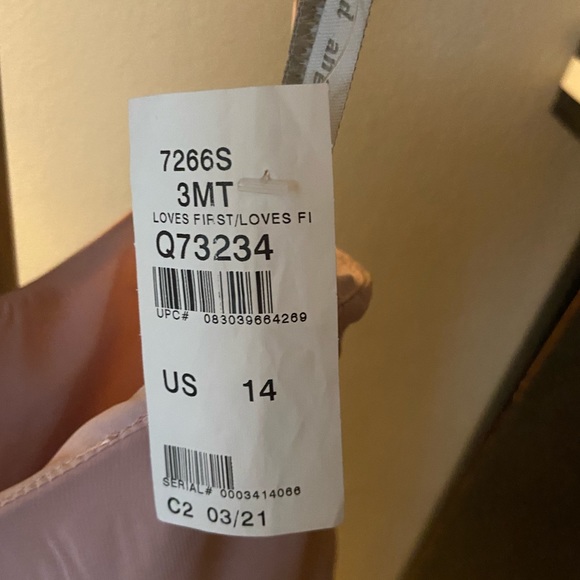 7266S
3MT
LOVES FIRST/LOVES FI
Q73234
UPC# 083039664269
US 14
SERIAL# 0003414066
C2 03/21